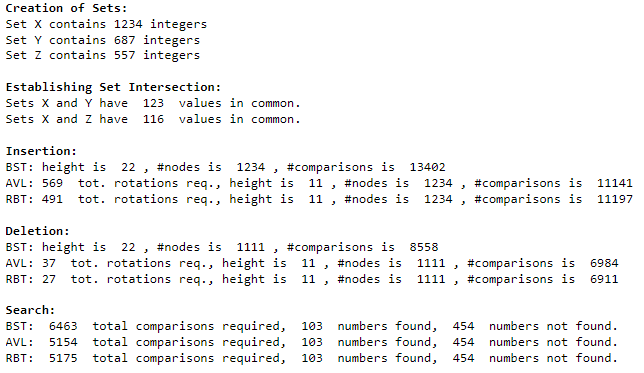 Creation of Sets:
Set X contains 1234 integers
Set Y contains 687 integers
Set Z contains 557 integers
Establishing Set Intersection:
Sets X and Y have  123  values in common.
Sets X and Z have  116  values in common.
Insertion:
BST: height is  22 , #nodes is  1234 , #comparisons is  13402
AVL: 569  tot. rotations req., height is  11 , #nodes is  1234 , #comparisons is  11141
RBT: 491  tot. rotations req., height is  11 , #nodes is  1234 , #comparisons is  11197
Deletion:
BST: height is  22 , #nodes is  1111 , #comparisons is  8558
AVL: 37  tot. rotations req., height is  11 , #nodes is  1111 , #comparisons is  6984
RBT: 27  tot. rotations req., height is  11 , #nodes is  1111 , #comparisons is  6911
Search:
BST:  6463  total comparisons required,  103  numbers found,  454  numbers not found.
AVL:  5154  total comparisons required,  103  numbers found,  454  numbers not found.
RBT:  5175  total comparisons required,  103  numbers found,  454  numbers not found.